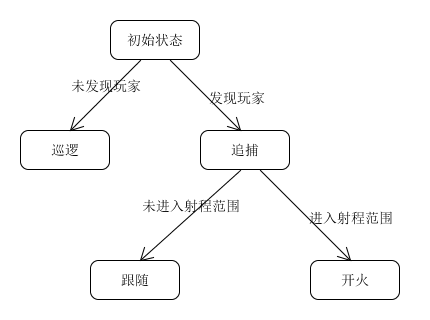 初始状态
未发现玩家
发现玩家
巡逻
追捕
未进入射程范围
进入射程范围
跟随
开火